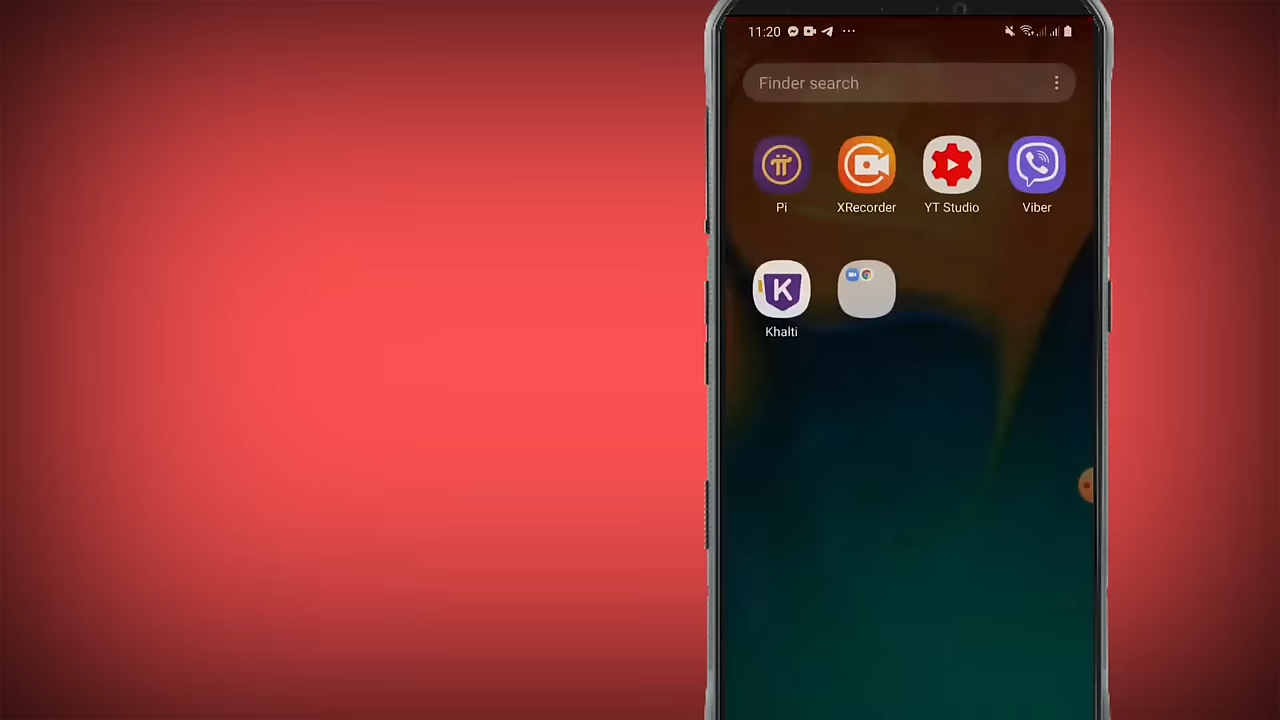 11:20
Finder search
Pi
XRecorder
YT Studio
Viber
K
Khalti